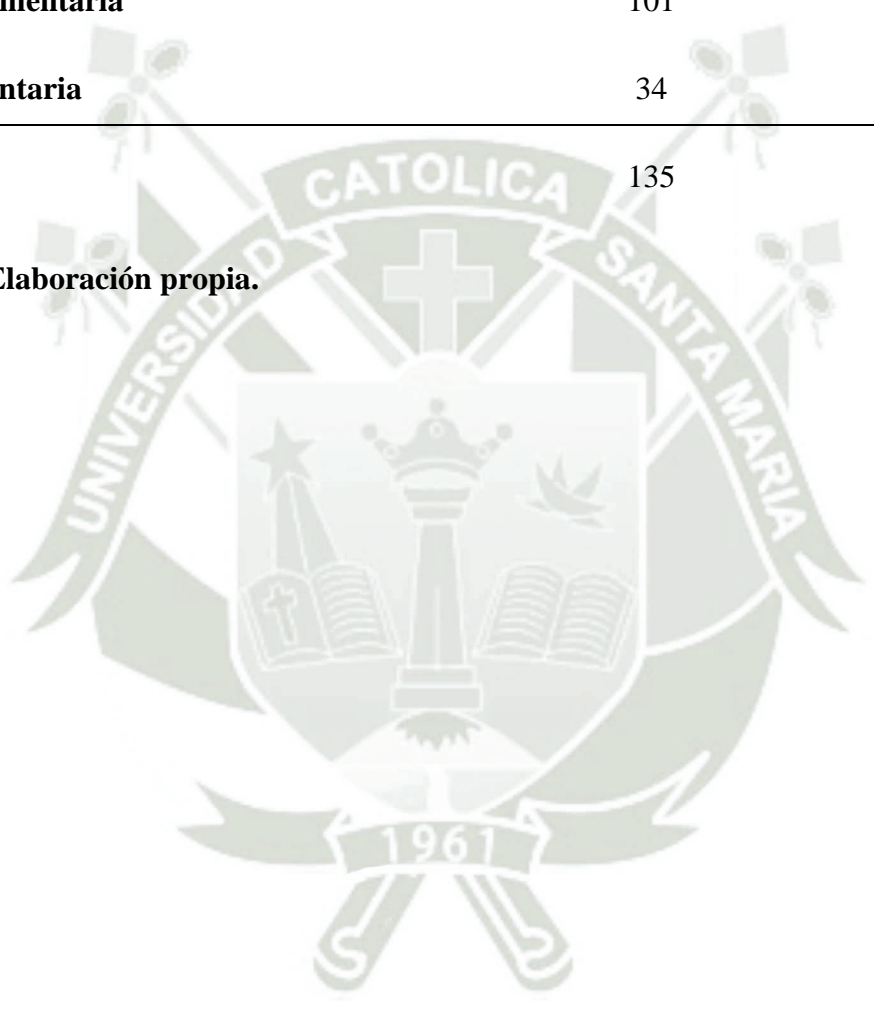 mentaria 101
ntaria 34
135
Elaboración propia.
UNIVERSIDAD CATOLICA SANTA MARIA
1961